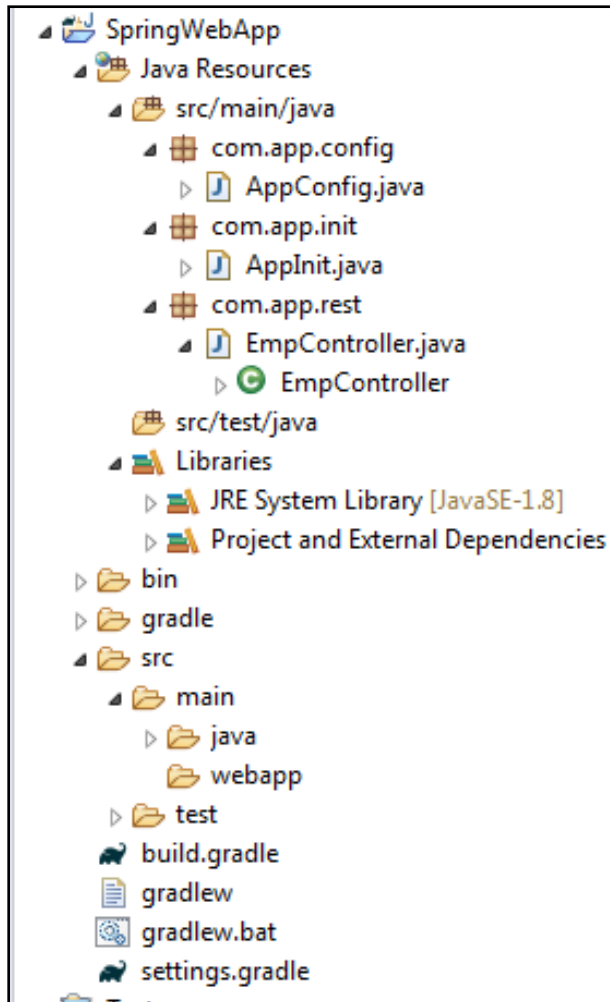 SpringWebApp
Java Resources
src/main/java
com.app.config
AppConfig.java
com.app.init
AppInit.java
com.app.rest
EmpController.java
EmpController
src/test/java
Libraries
JRE System Library [JavaSE-1.8]
Project and External Dependencies
bin
gradle
src
main
java
webapp
test
build.gradle
gradlew
gradlew.bat
settings.gradle